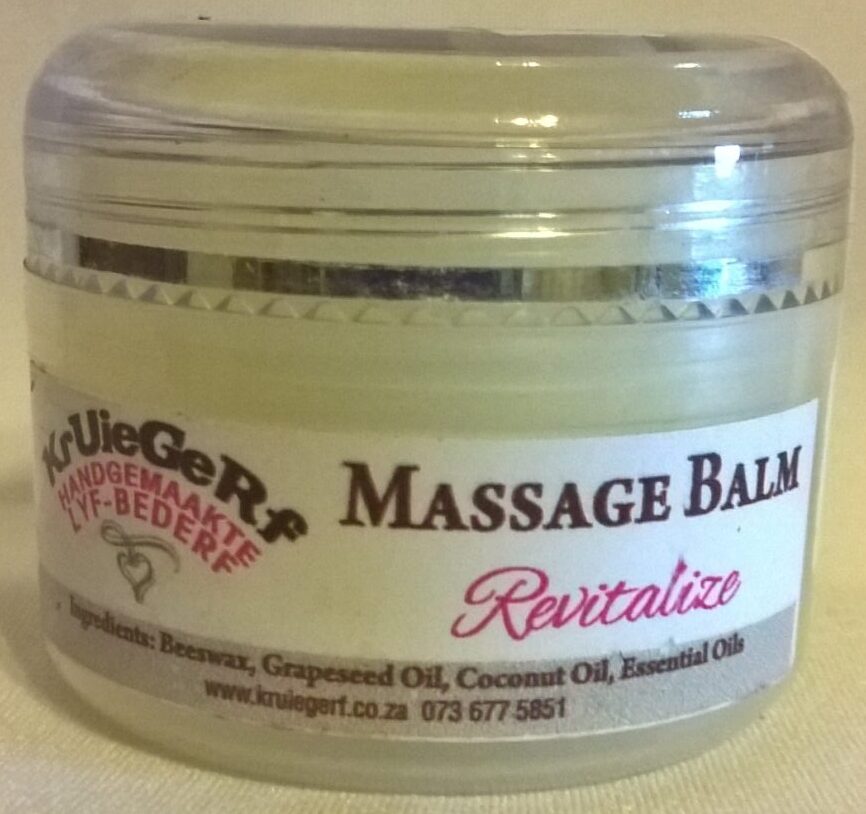 KrUieGeRf
HANDGEMAAKTE
LYF-BEDERF
MASSAGE BALM
Revitalize
Ingredients: Beeswax, Grapeseed Oil, Coconut Oil, Essential Oils
www.kruiegerf.co.za 073 677 5851